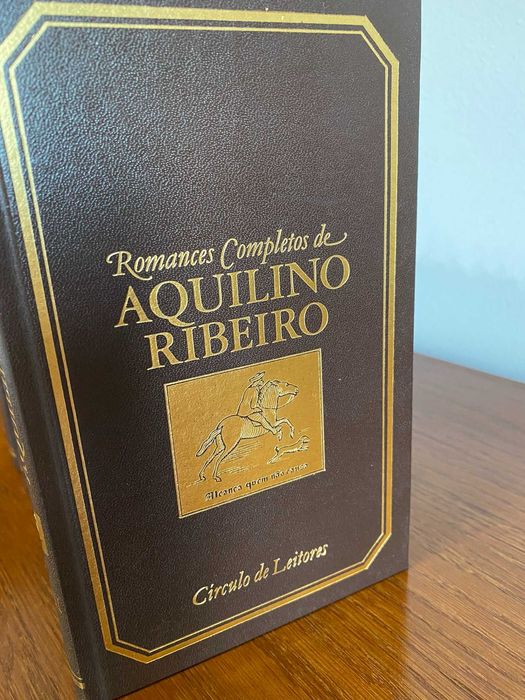 Romances Completos de
AQUILINO
RIBEIRO
Alcança quem não cansa
Círculo de Leitores